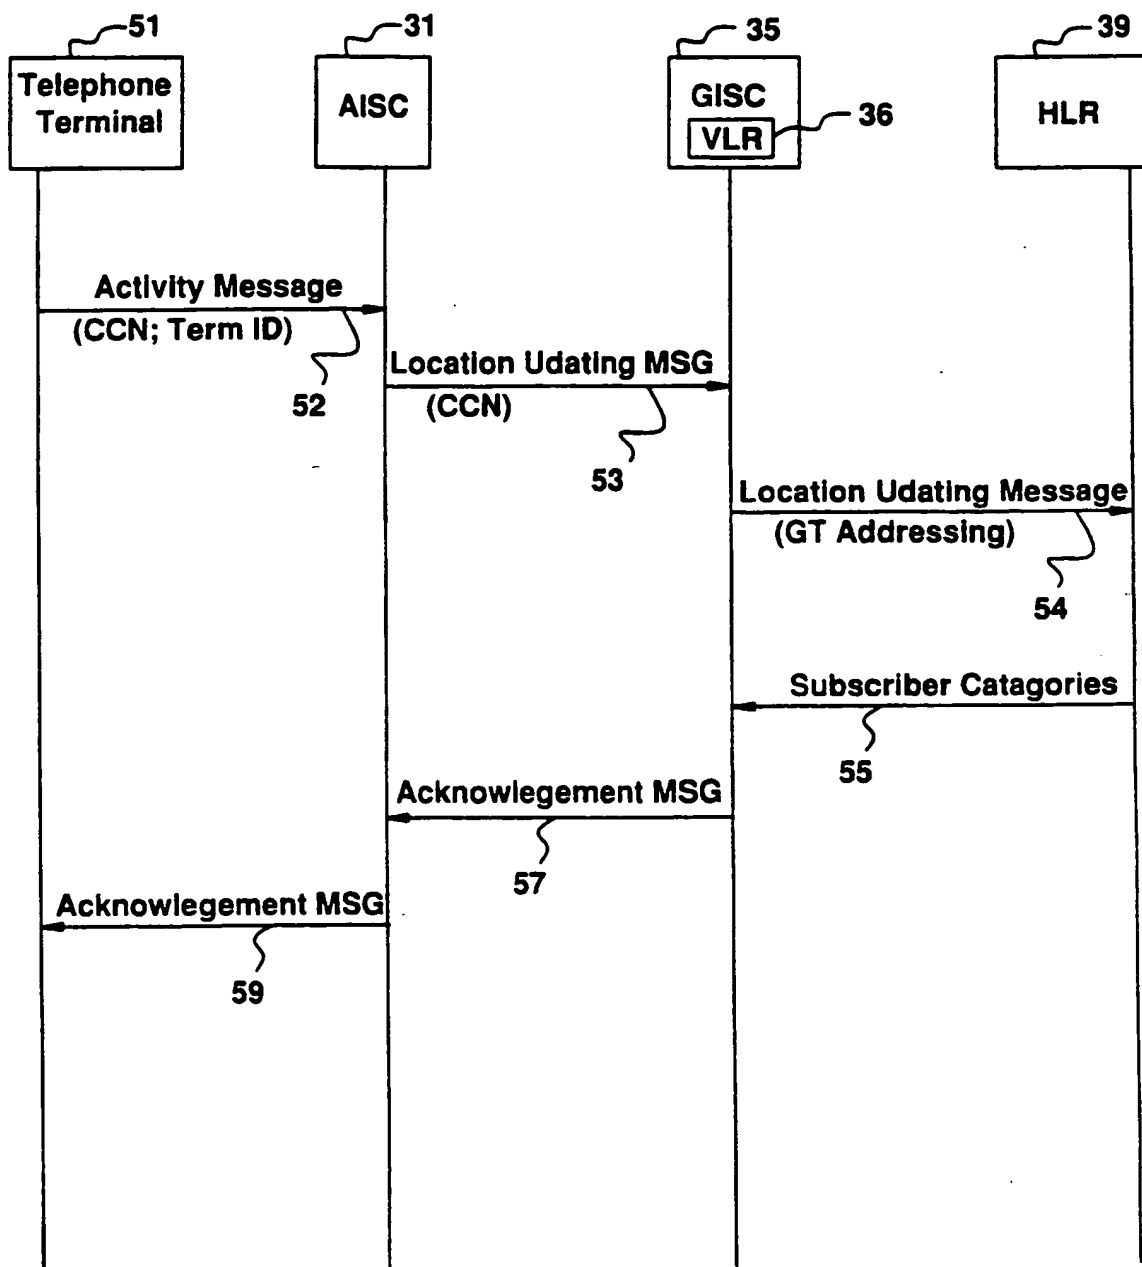 51
31
35
39
Telephone
Terminal
AISC
GISC
VLR
36
HLR
Activity Message
(CCN; Term ID)
52
Location Udating MSG
(CCN)
53
Location Udating Message
(GT Addressing)
54
Subscriber Catagories
55
Acknowlegement MSG
57
Acknowlegement MSG
59